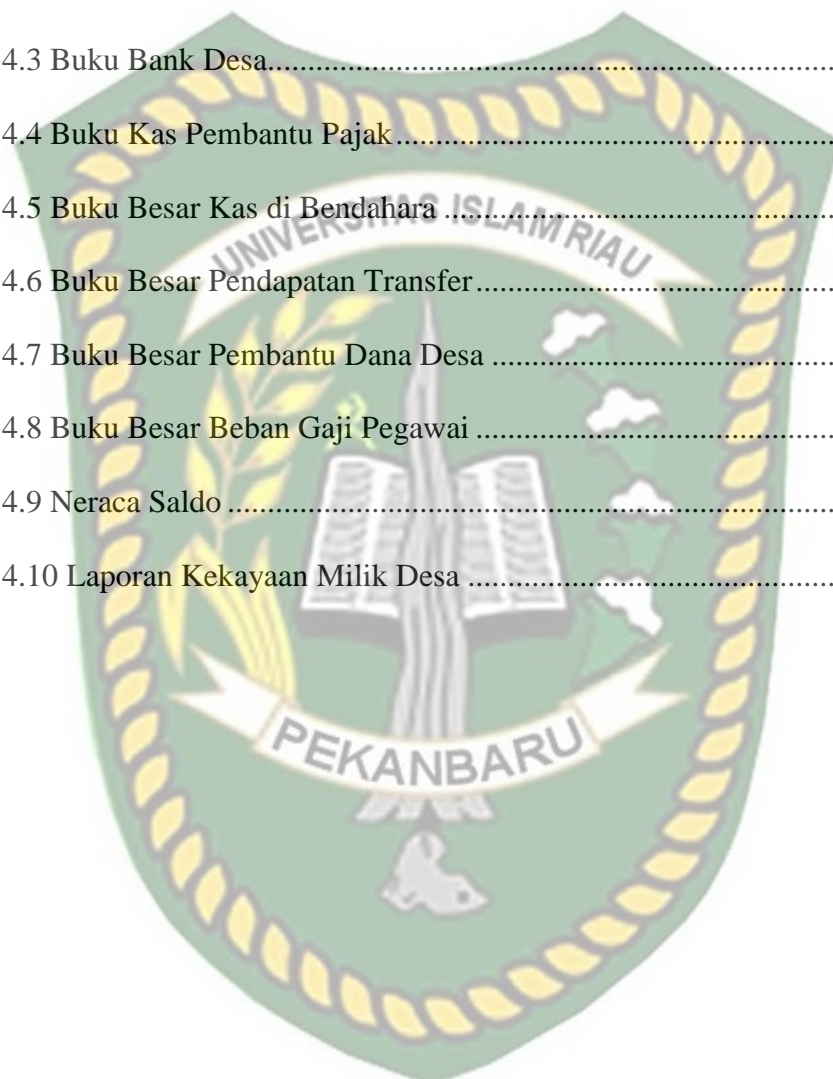 4.3 Buku Bank Desa......................................................................
4.4 Buku Kas Pembantu Pajak......................................................
4.5 Buku Besar Kas di Bendahara ................................................
UNIVERSITAS ISLAM RIAU
4.6 Buku Besar Pendapatan Transfer............................................
4.7 Buku Besar Pembantu Dana Desa ..........................................
4.8 Buku Besar Beban Gaji Pegawai ............................................
4.9 Neraca Saldo ...........................................................................
4.10 Laporan Kekayaan Milik Desa .............................................
PEKANBARU